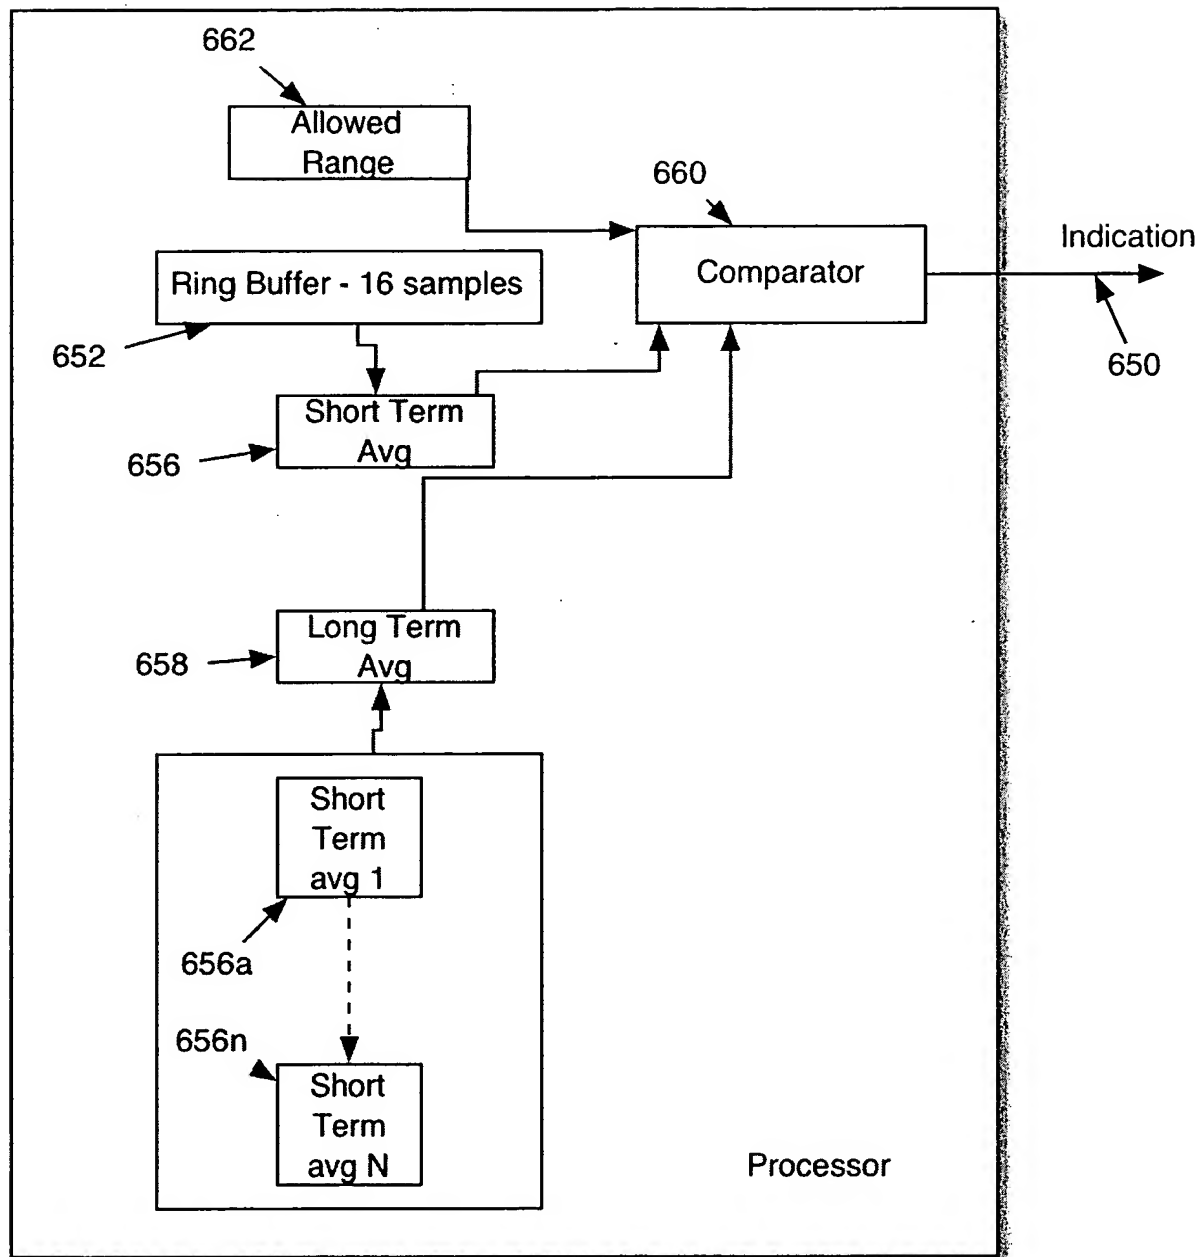 662
Allowed
Range
660
Indication
Comparator
Ring Buffer - 16 samples
652
650
Short Term
Avg
656
Long Term
Avg
658
Short
Term
avg 1
656a
656n
Short
Term
avg N
Processor